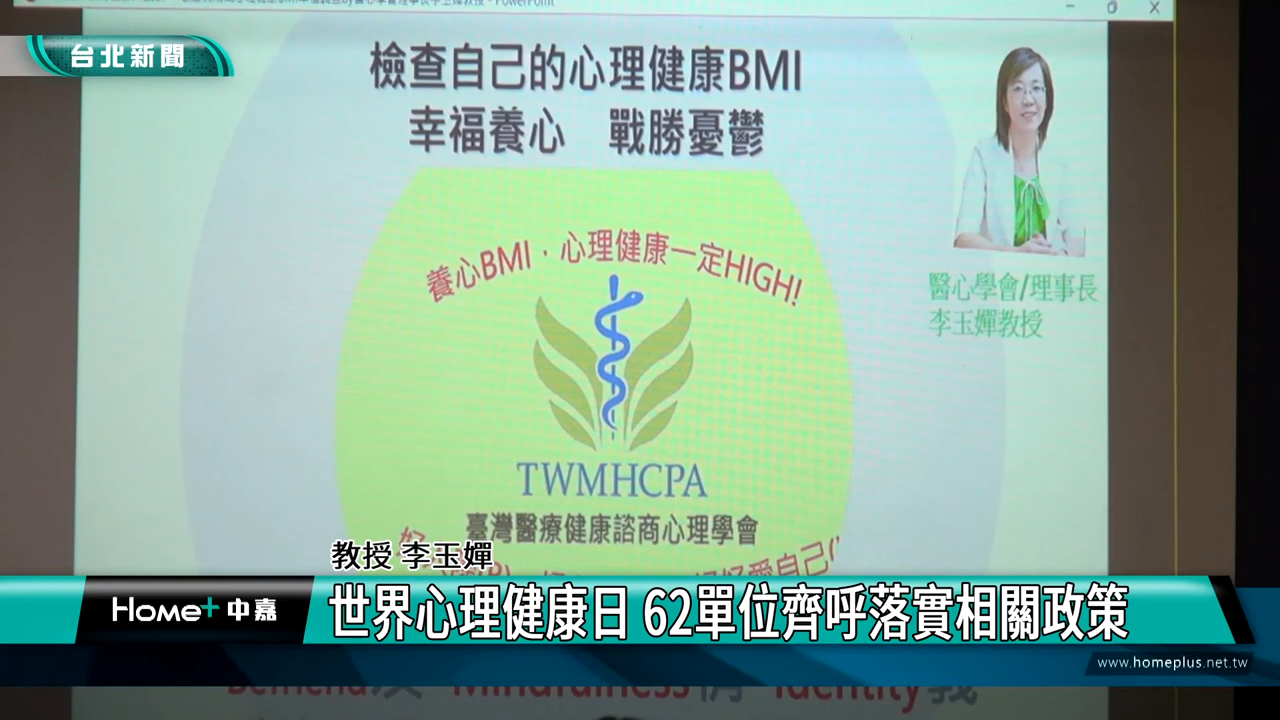 台北新聞
檢查自己的心理健康BMI
幸福養心 戰勝憂鬱
養心BMI．心理健康一定HIGH!
醫心學會/理事長
李玉嬋教授
TWMHCPA
臺灣醫療健康諮商心理學會
教授 李玉嬋
Home+中嘉
世界心理健康日 62單位齊呼落實相關政策
www.homeplus.net.tw
Mindfulness
Identity